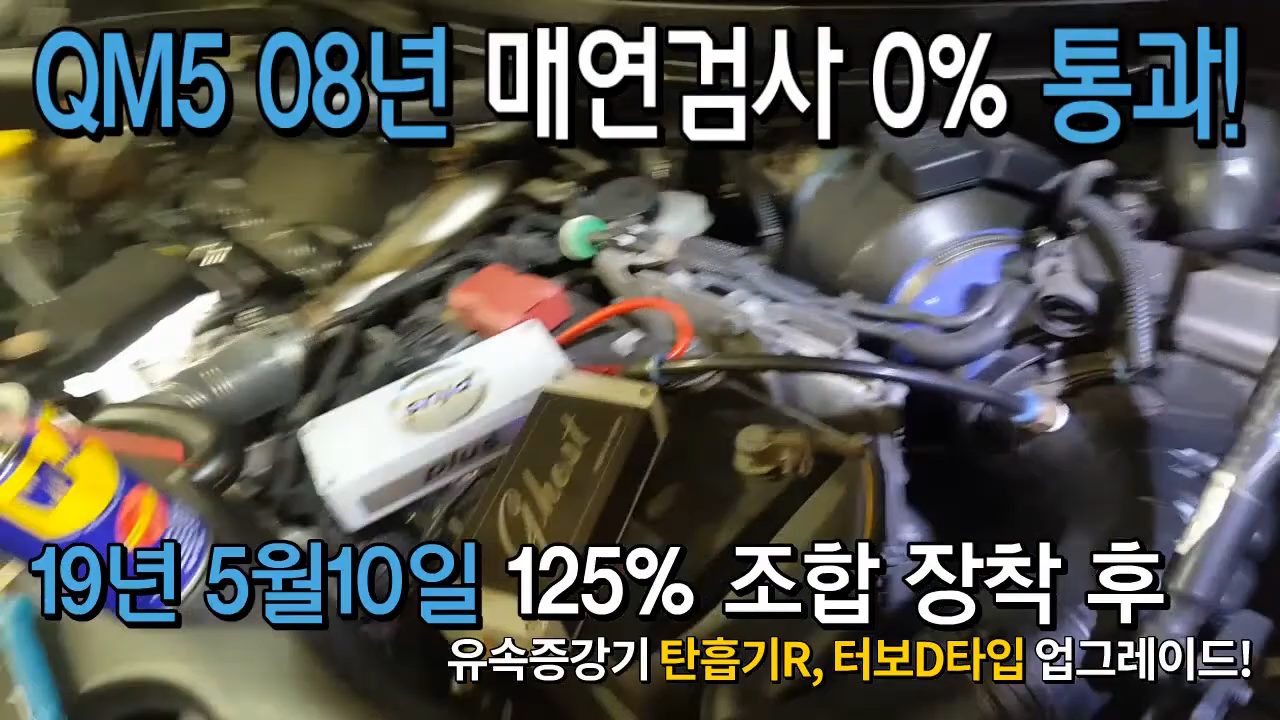 QM5 08년 매연검사 0% 통과!
plus
Ghost
19년 5월10일 125% 조합 장착 후
유속증강기 탄흡기R, 터보D타입 업그레이드!